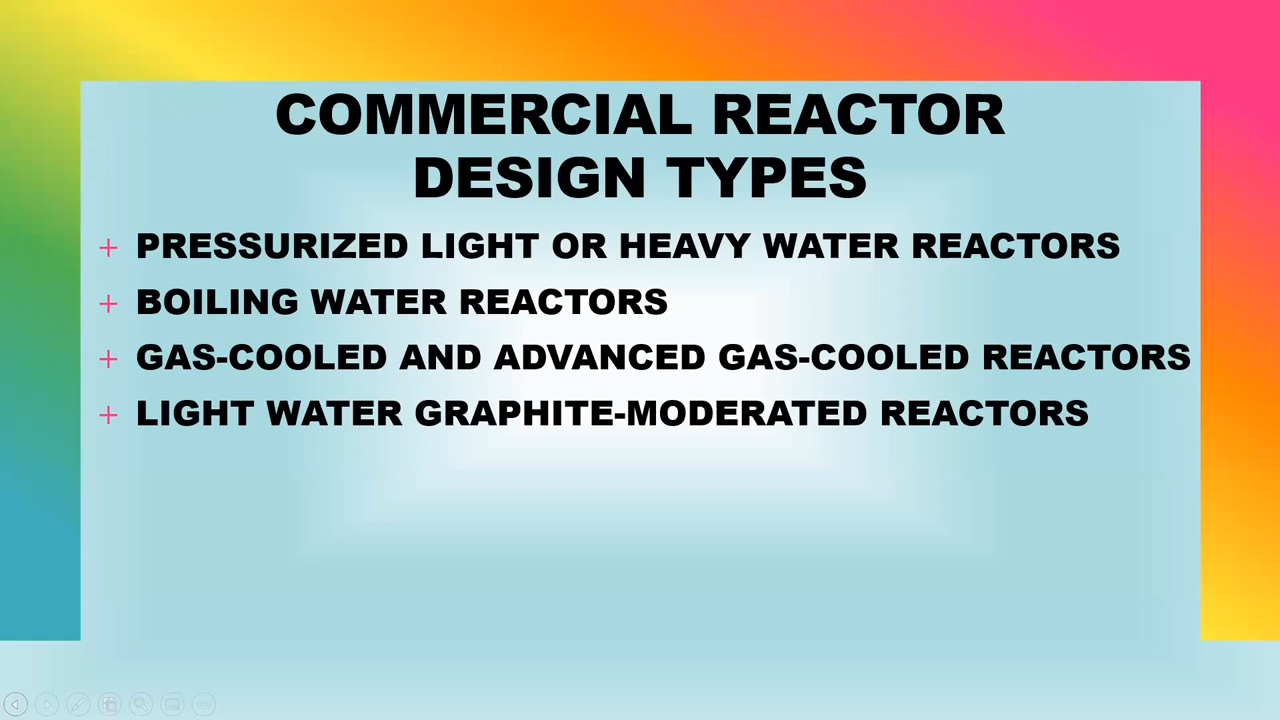 COMMERCIAL REACTOR
DESIGN TYPES
+ PRESSURIZED LIGHT OR HEAVY WATER REACTORS
+ BOILING WATER REACTORS
+ GAS-COOLED AND ADVANCED GAS-COOLED REACTORS
+ LIGHT WATER GRAPHITE-MODERATED REACTORS